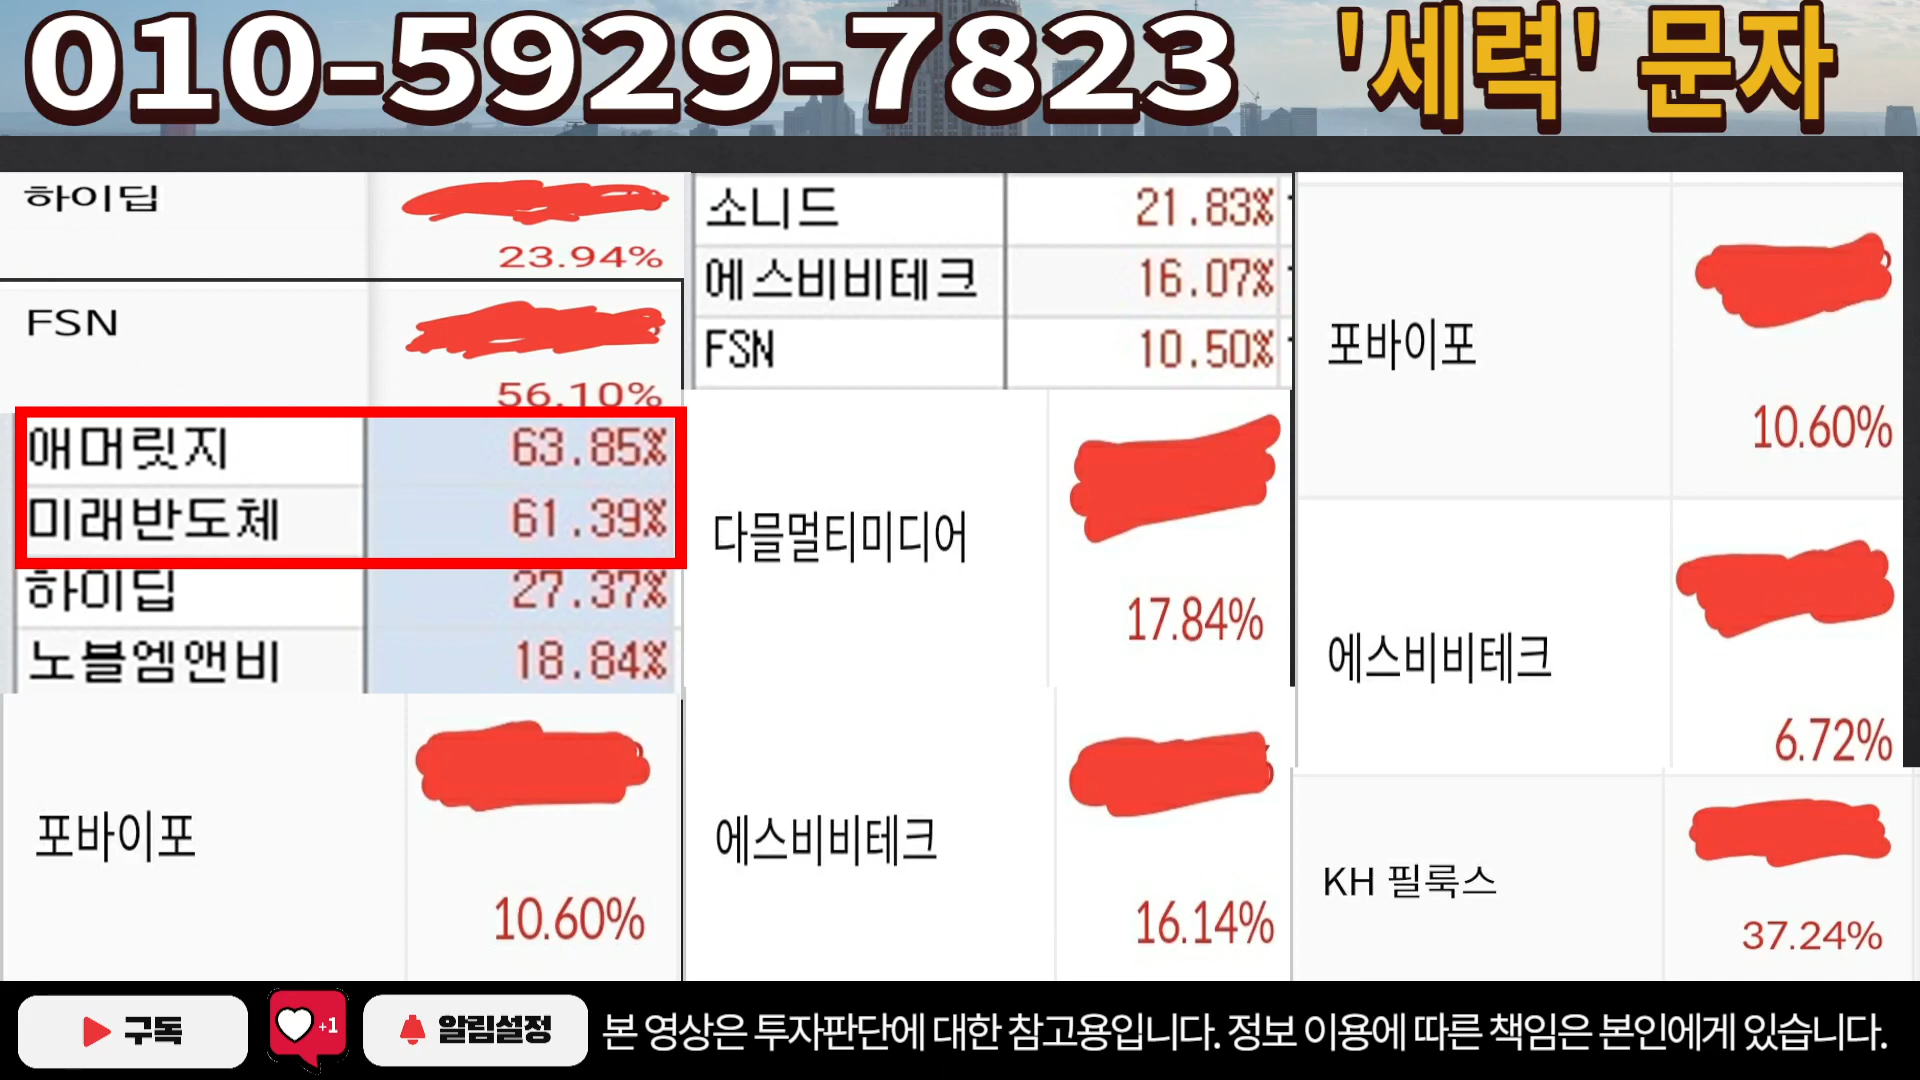 010-5929-7823 '세력' 문자
하이딥
23.94%
FSN
56.10%
애머릿지 63.85%
미래반도체 61.39%
하이딥 27.37%
노블엠앤비 18.84%
포바이포
10.60%
소니드 21.83%
에스비비테크 16.07%
FSN 10.50%
다믈멀티미디어
17.84%
에스비비테크
16.14%
포바이포
10.60%
에스비비테크
6.72%
KH 필룩스
37.24%
구독 +1 알림설정 본 영상은 투자판단에 대한 참고용입니다. 정보 이용에 따른 책임은 본인에게 있습니다.